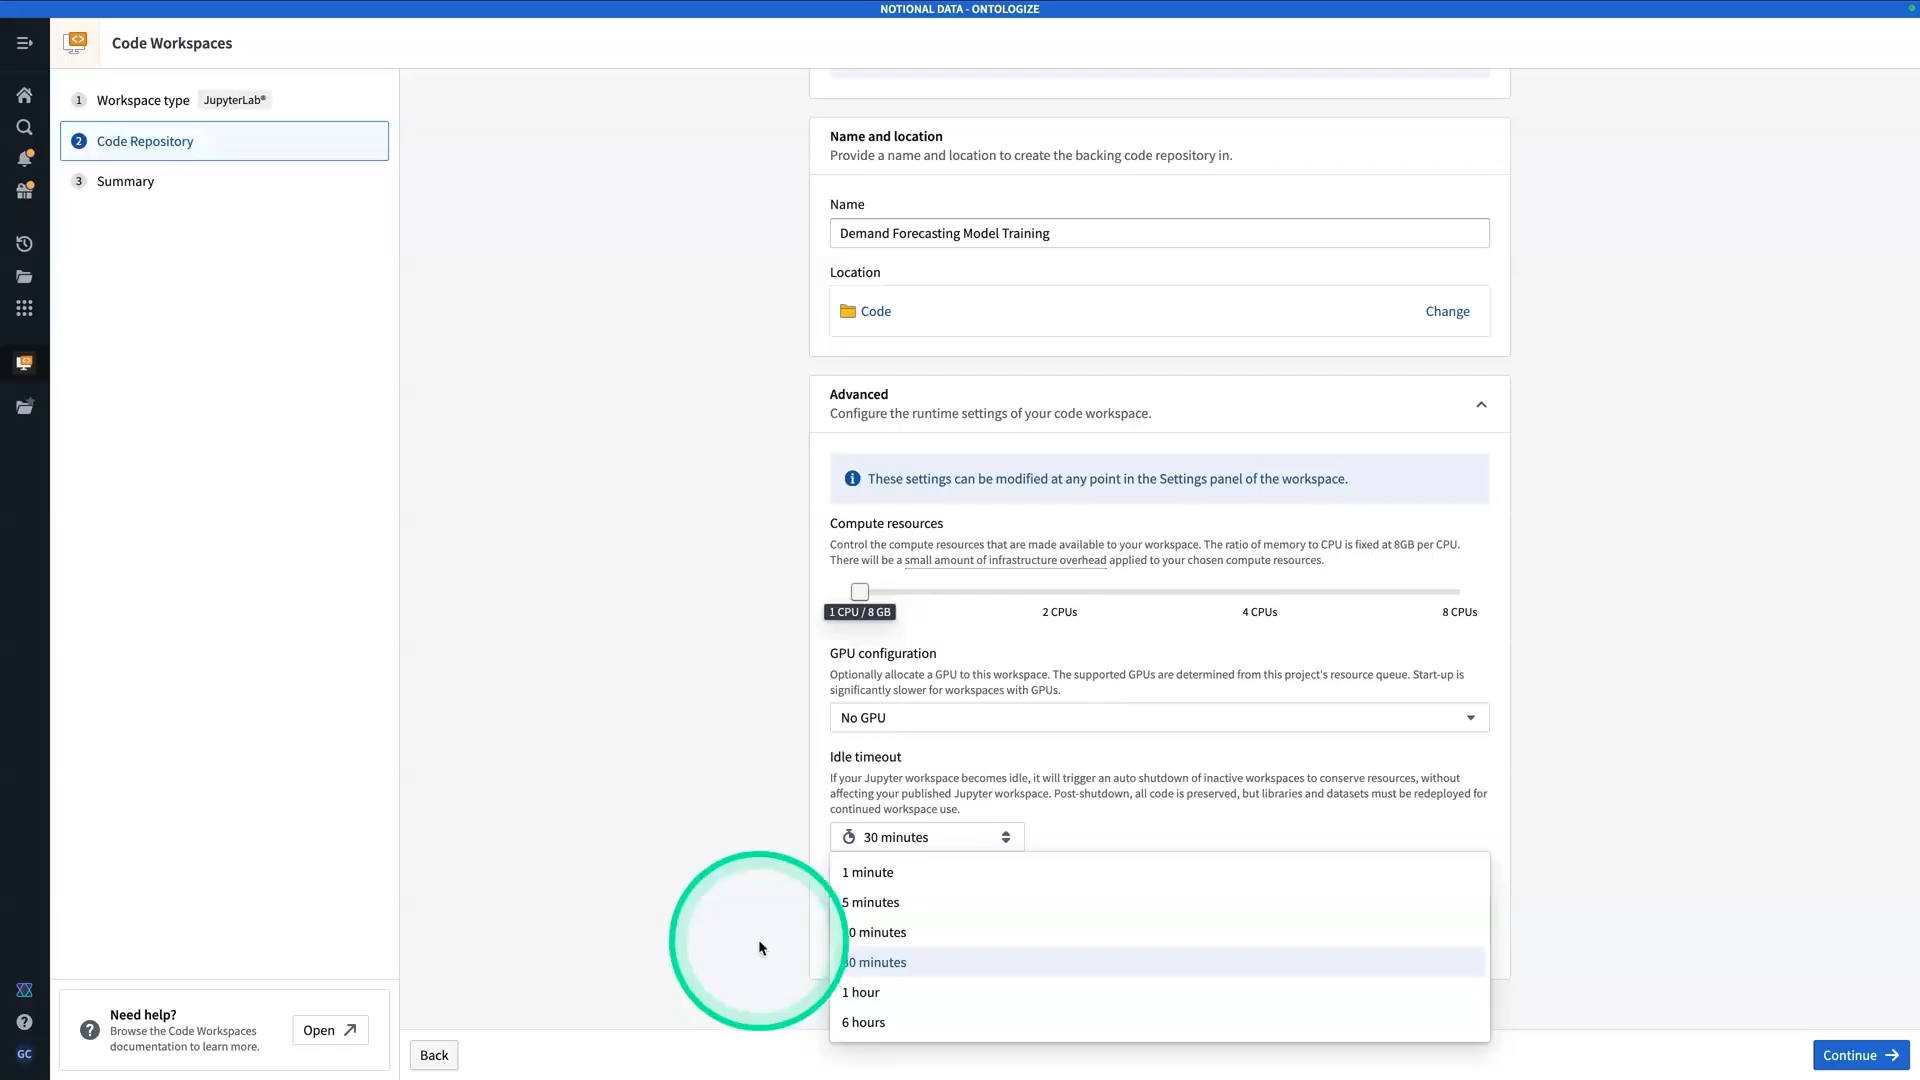 NOTIONAL DATA - ONTOLOGIZE
Code Workspaces
1 Workspace type JupyterLab®
2 Code Repository
3 Summary
Name and location
Provide a name and location to create the backing code repository in.
Name
Demand Forecasting Model Training
Location
Code Change
Advanced
Configure the runtime settings of your code workspace.
These settings can be modified at any point in the Settings panel of the workspace.
Compute resources
Control the compute resources that are made available to your workspace. The ratio of memory to CPU is fixed at 8GB per CPU.
There will be a small amount of infrastructure overhead applied to your chosen compute resources.
1 CPU / 8 GB 2 CPUs 4 CPUs 8 CPUs
GPU configuration
Optionally allocate a GPU to this workspace. The supported GPUs are determined from this project's resource queue. Start-up is
significantly slower for workspaces with GPUs.
No GPU
Idle timeout
If your Jupyter workspace becomes idle, it will trigger an auto shutdown of inactive workspaces to conserve resources, without
affecting your published Jupyter workspace. Post-shutdown, all code is preserved, but libraries and datasets must be redeployed for
continued workspace use.
30 minutes
1 minute
5 minutes
0 minutes
30 minutes
1 hour
6 hours
Need help?
Browse the Code Workspaces
documentation to learn more.
Open
GC
Back
Continue